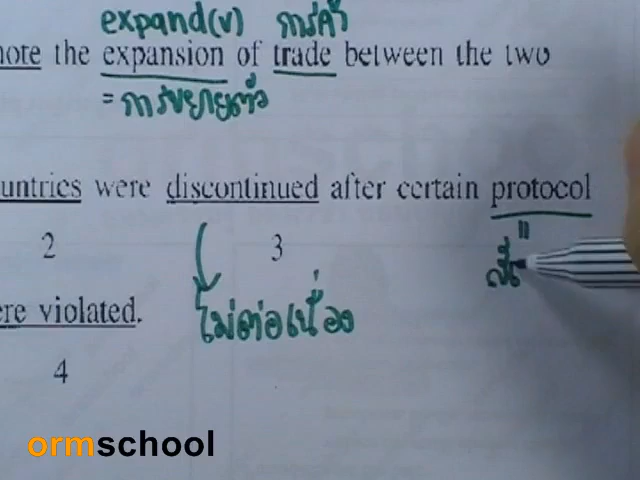 expand(v) การค้า
note the expansion of trade between the two
= การขยายตัว
untries were discontinued after certain protocol
2 3
ere violated.
ไม่ต่อเนื่อง
4
ormschool